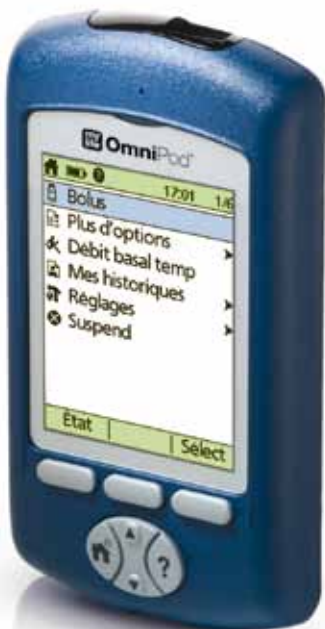 OmniPod
17:01 1/6
Bolus
Plus d'options
Débit basal temp
Mes historiques
Réglages
Suspend
État Sélect
?